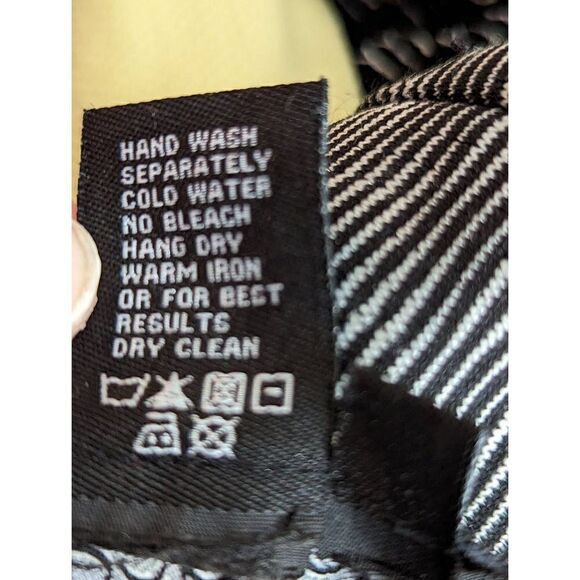 HAND WASH
SEPARATELY
COLD WATER
NO BLEACH
HANG DRY
WARM IRON
OR FOR BEST
RESULTS
DRY CLEAN